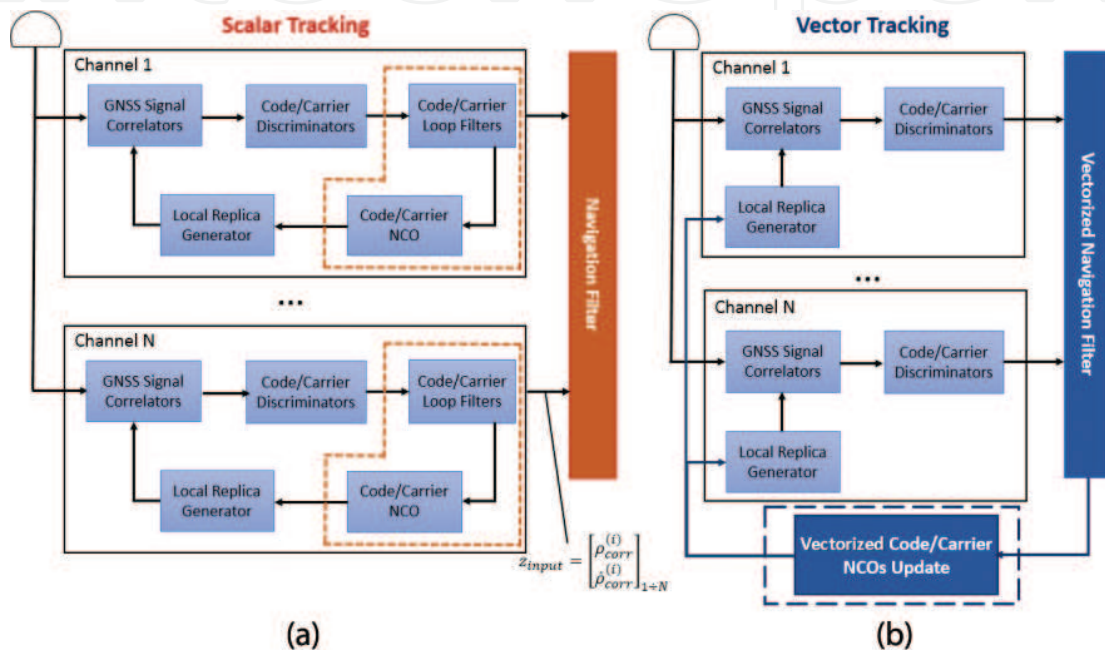 Scalar Tracking
Channel 1
GNSS Signal
Correlators
Code/Carrier
Discriminators
Code/Carrier
Loop Filters
Local Replica
Generator
Code/Carrier
NCO
...
Channel N
GNSS Signal
Correlators
Code/Carrier
Discriminators
Code/Carrier
Loop Filters
Local Replica
Generator
Code/Carrier
NCO
Navigation Filter
z_input = [ρ_corr^(i) ρ̇_corr^(i)]_1÷N
(a)
Vector Tracking
Channel 1
GNSS Signal
Correlators
Code/Carrier
Discriminators
Local Replica
Generator
...
Channel N
GNSS Signal
Correlators
Code/Carrier
Discriminators
Local Replica
Generator
Vectorized Navigation Filter
Vectorized Code/Carrier
NCOs Update
(b)